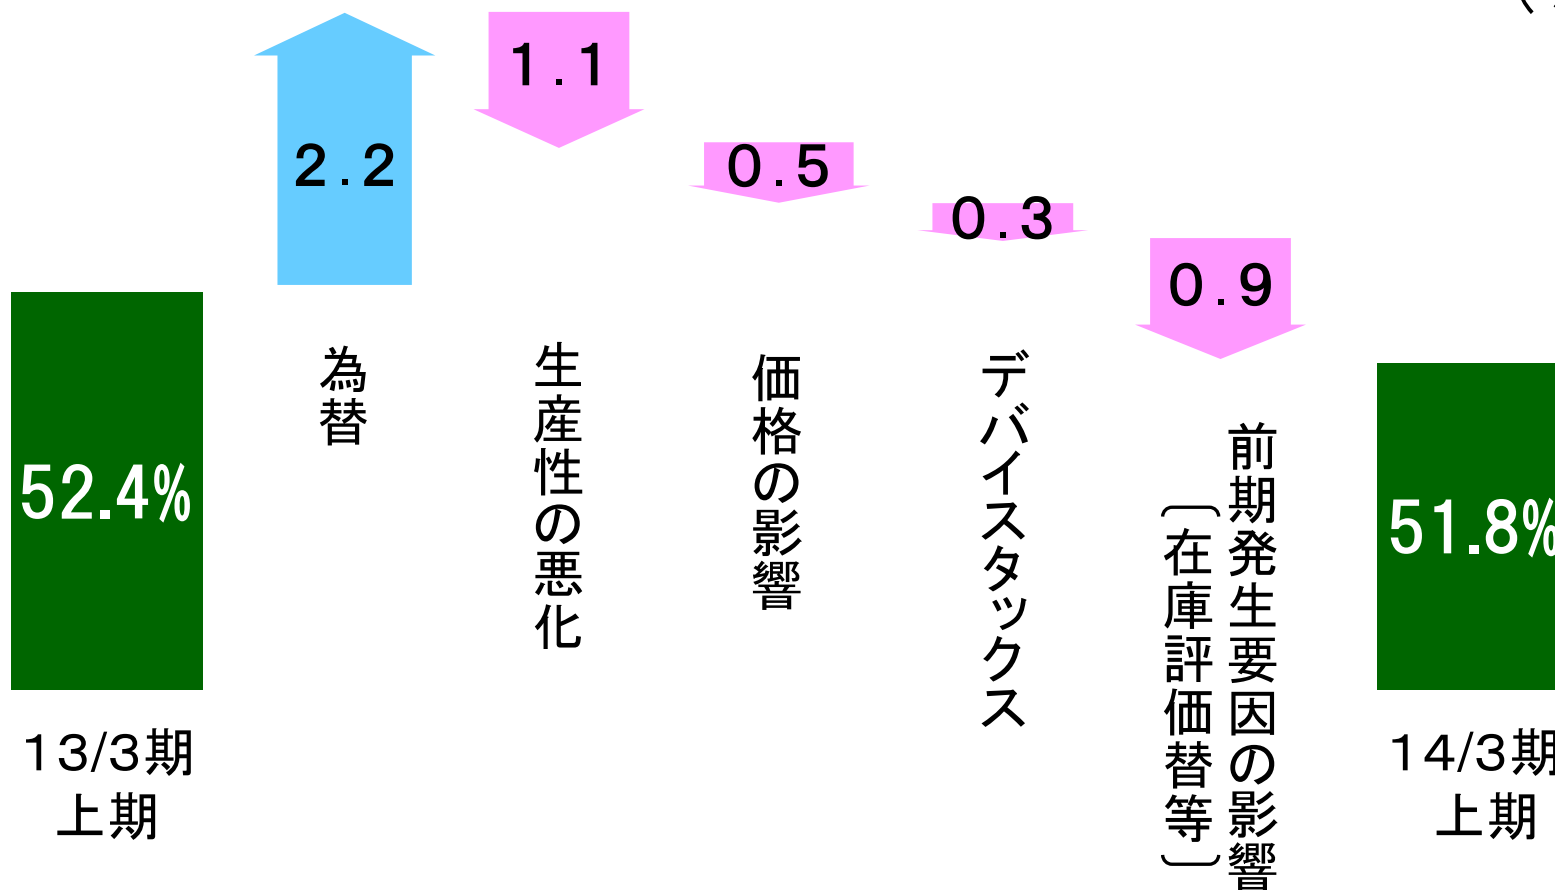 2.2
1.1
0.5
0.3
0.9
52.4%
51.8%
為替
生産性の悪化
価格の影響
デバイスタックス
前期発生要因の影響
〔在庫評価替等〕
13/3期
上期
14/3期
上期